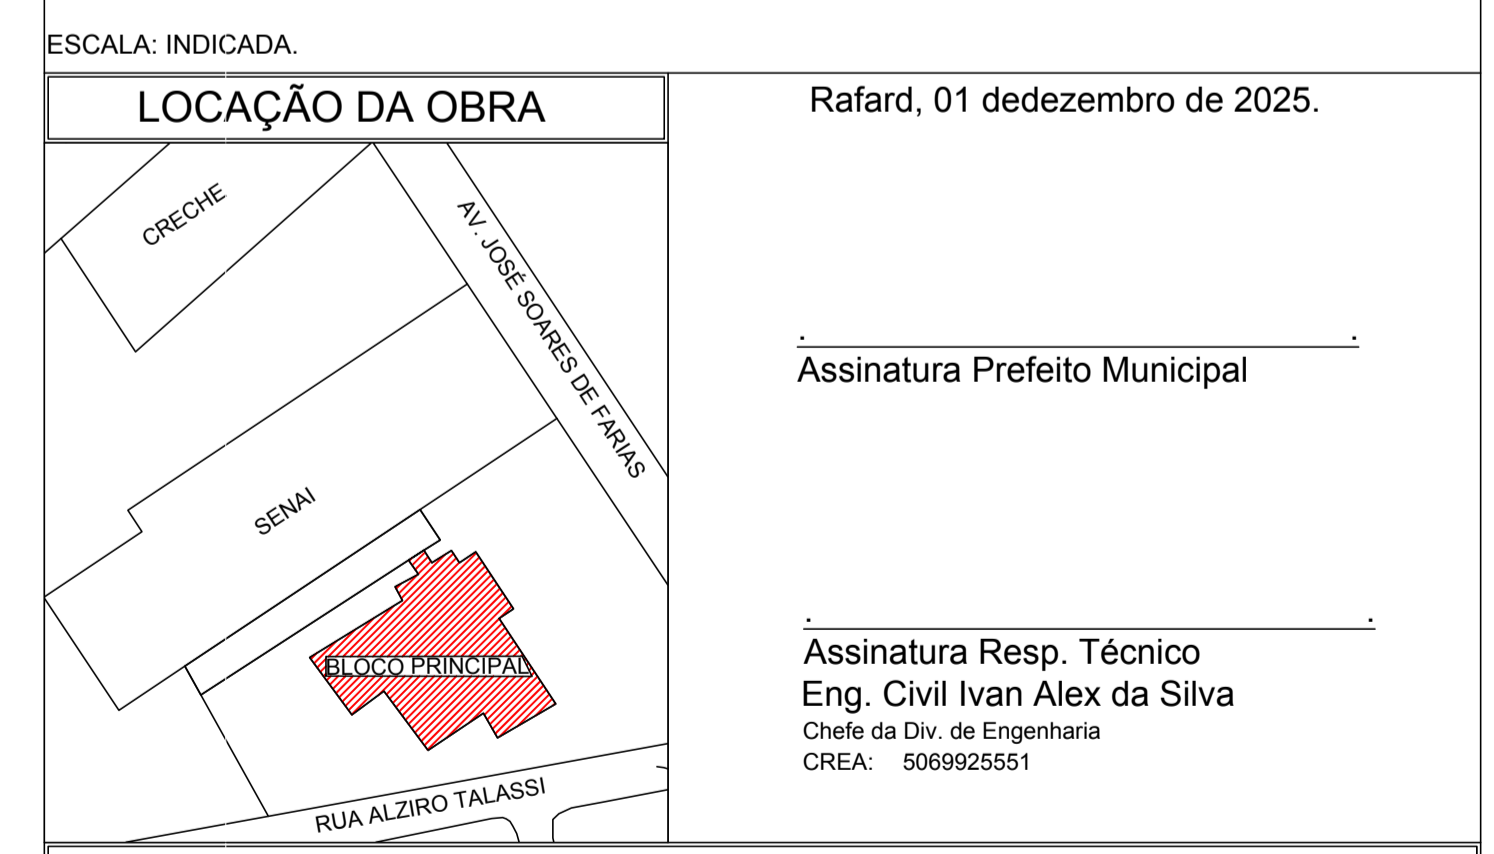 ESCALA: INDICADA.
LOCAÇÃO DA OBRA
CRECHE
AV. JOSÉ SOARES DE FARIAS
SENAI
BLOCO PRINCIPAL
RUA ALZIRO TALASSI
Rafard, 01 dedezembro de 2025.
. .
Assinatura Prefeito Municipal
. .
Assinatura Resp. Técnico
Eng. Civil Ivan Alex da Silva
Chefe da Div. de Engenharia
CREA: 5069925551